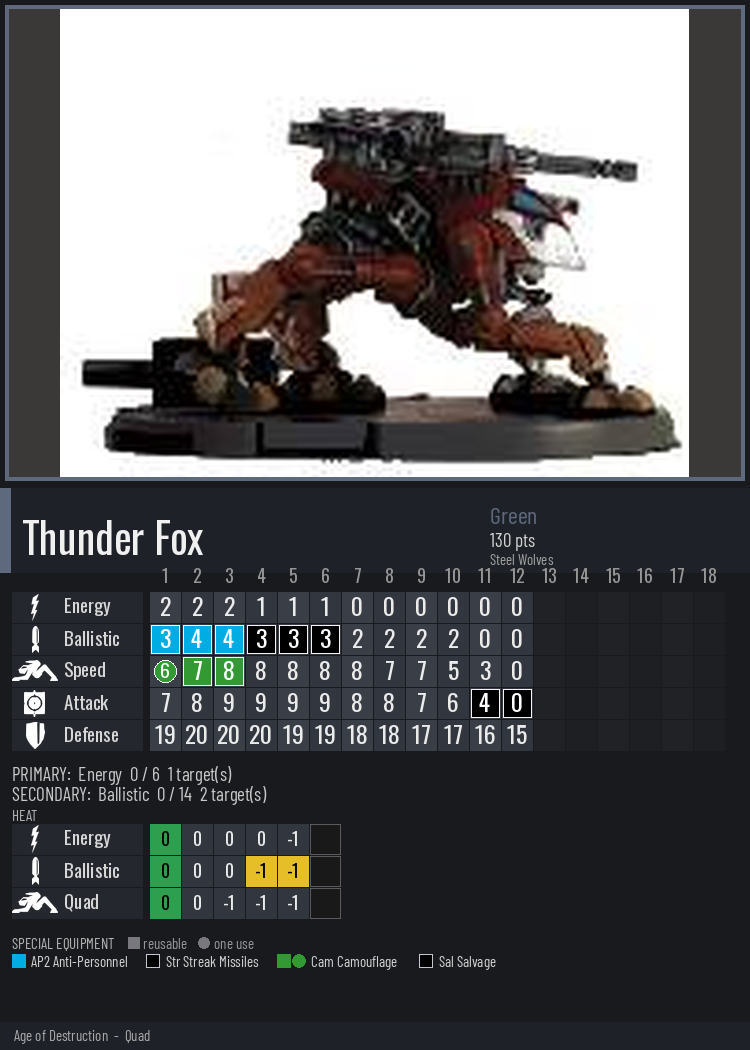 Thunder Fox
Green
130 pts
Steel Wolves
1 2 3 4 5 6 7 8 9 10 11 12 13 14 15 16 17 18
Energy 2 2 2 1 1 1 0 0 0 0 0 0
Ballistic 3 4 4 3 3 3 2 2 2 2 0 0
Speed 6 7 8 8 8 8 8 7 7 5 3 0
Attack 7 8 9 9 9 9 8 8 7 6 4 0
Defense 19 20 20 20 19 19 18 18 17 17 16 15
PRIMARY: Energy 0 / 6 1 target(s)
SECONDARY: Ballistic 0 / 14 2 target(s)
HEAT
Energy 0 0 0 0 -1
Ballistic 0 0 0 -1 -1
Quad 0 0 -1 -1 -1
SPECIAL EQUIPMENT reusable one use
AP2 Anti-Personnel Str Streak Missiles Cam Camouflage Sal Salvage
Age of Destruction - Quad